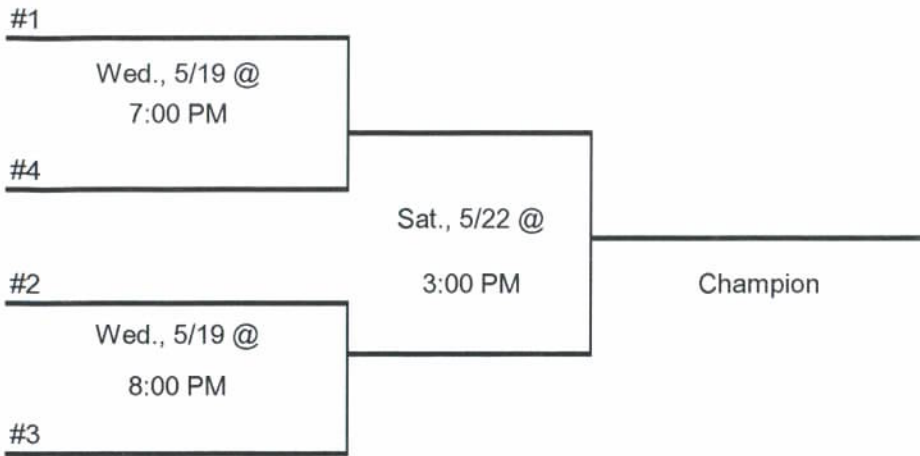 #1
Wed., 5/19 @
7:00 PM
#4
Sat., 5/22 @
3:00 PM
Champion
#2
Wed., 5/19 @
8:00 PM
#3